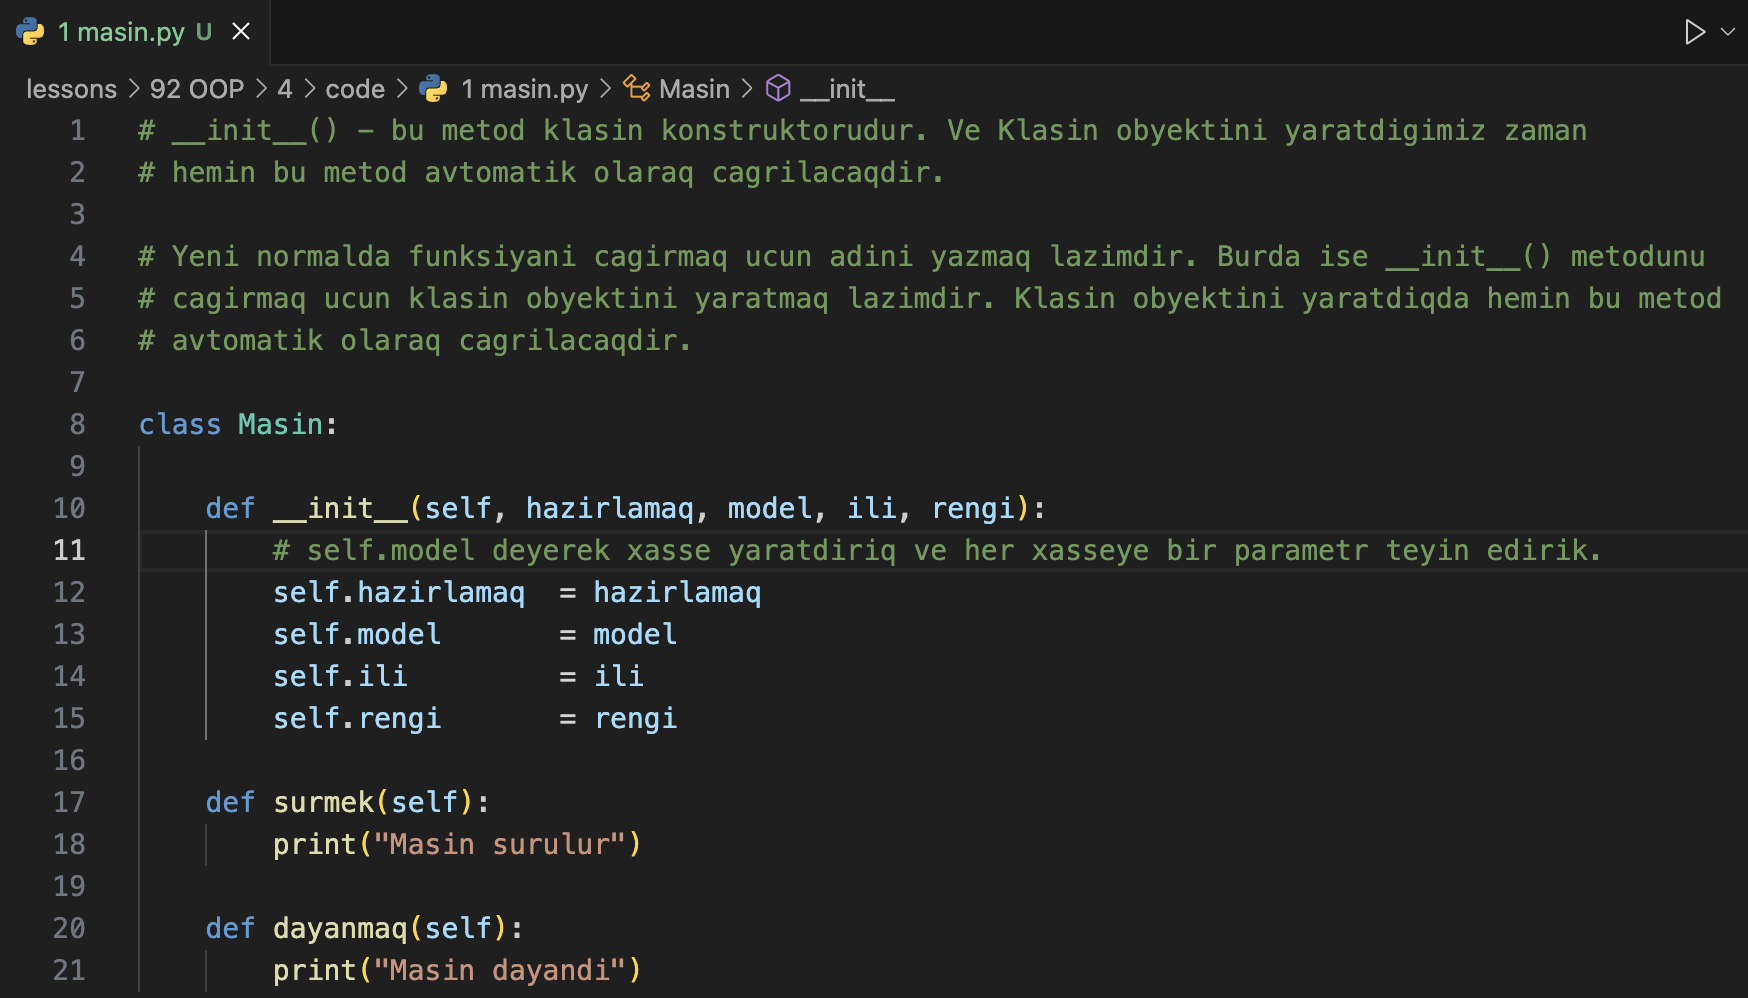 1 masin.py U
lessons > 92 OOP > 4 > code > 1 masin.py > Masin > __init__
1 # __init__() – bu metod klasin konstruktorudur. Ve Klasin obyektini yaratdigimiz zaman
2 # hemin bu metod avtomatik olaraq cagrilacaqdir.
3
4 # Yeni normalda funksiyani cagirmaq ucun adini yazmaq lazimdir. Burda ise __init__() metodunu
5 # cagirmaq ucun klasin obyektini yaratmaq lazimdir. Klasin obyektini yaratdiqda hemin bu metod
6 # avtomatik olaraq cagrilacaqdir.
7
8 class Masin:
9
10     def __init__(self, hazirlamaq, model, ili, rengi):
11         # self.model deyerek xasse yaratdiriq ve her xasseye bir parametr teyin edirik.
12         self.hazirlamaq  = hazirlamaq
13         self.model       = model
14         self.ili         = ili
15         self.rengi       = rengi
16
17     def surmek(self):
18         print("Masin surulur")
19
20     def dayanmaq(self):
21         print("Masin dayandi")